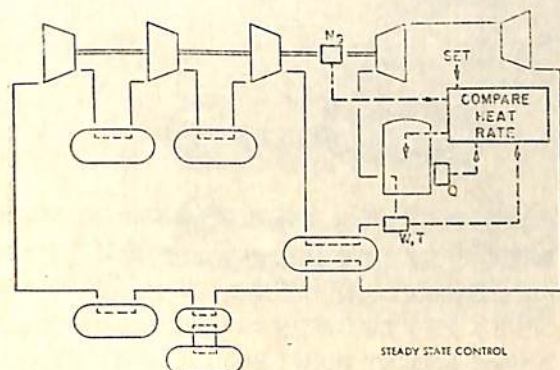 N₂
SET
COMPARE
HEAT
RATE
Q
W,T
STEADY STATE CONTROL